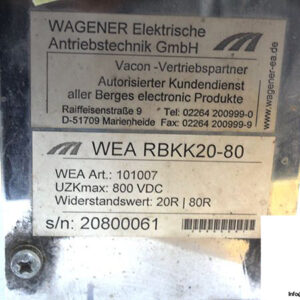 WAGENER Elektrische
Antriebstechnik GmbH
Vacon -Vertriebspartner
Autorisierter Kundendienst
aller Berges electronic Produkte
Raiffeisenstraße 9 Tel: 02264 200999-0
D-51709 Marienheide Fax: 02264 200999-9
www.wagener-ea.de
WEA RBKK20-80
WEA Art.: 101007
UZKmax: 800 VDC
Widerstandswert: 20R | 80R
s/n: 20800061